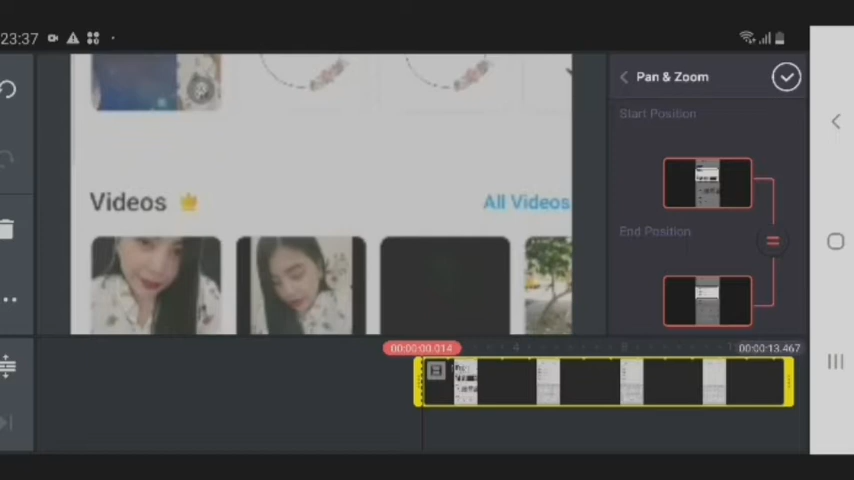 23:37
Pan & Zoom
Start Position
Videos
All Videos
End Position
00:00:00.014
4
00:00:13.467